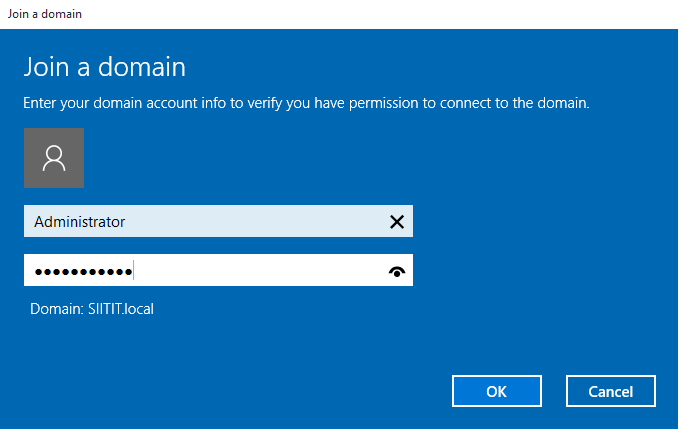 Join a domain
Join a domain
Enter your domain account info to verify you have permission to connect to the domain.
Administrator
●●●●●●●●●●●
Domain: SIITIT.local
OK Cancel